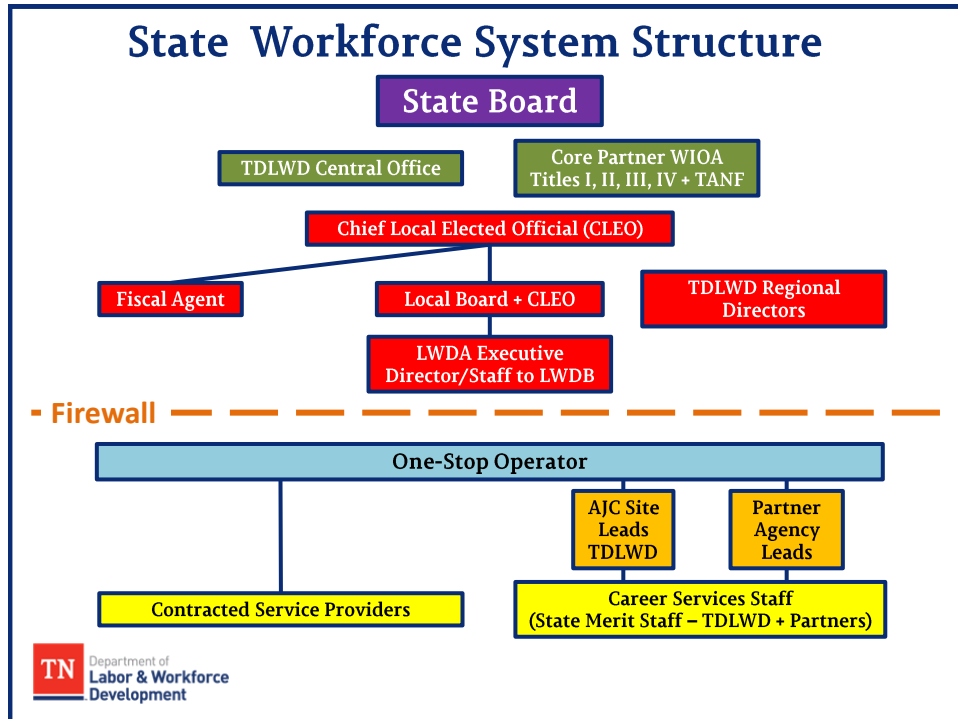 State Workforce System Structure
State Board
TDLWD Central Office
Core Partner WIOA
Titles I, II, III, IV + TANF
Chief Local Elected Official (CLEO)
Fiscal Agent
Local Board + CLEO
TDLWD Regional
Directors
LWDA Executive
Director/Staff to LWDB
Firewall
One-Stop Operator
AJC Site
Leads
TDLWD
Partner
Agency
Leads
Contracted Service Providers
Career Services Staff
(State Merit Staff – TDLWD + Partners)
TN
Department of
Labor & Workforce
Development